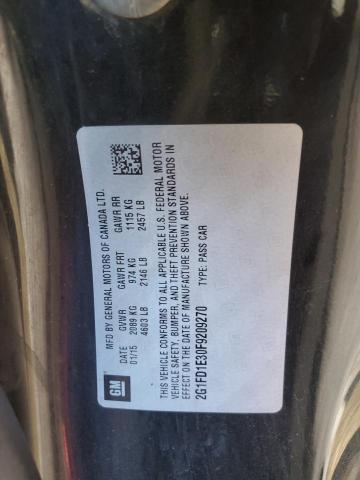 MFD BY GENERAL MOTORS OF CANADA LTD.
DATE GVWR GAWR FRT GAWR RR
01/15 2089 KG 974 KG 1115 KG
4603 LB 2146 LB 2457 LB
GM
THIS VEHICLE CONFORMS TO ALL APPLICABLE U.S. FEDERAL MOTOR
VEHICLE SAFETY, BUMPER, AND THEFT PREVENTION STANDARDS IN
EFFECT ON THE DATE OF MANUFACTURE SHOWN ABOVE.
2G1FD1E30F9209270 TYPE: PASS CAR